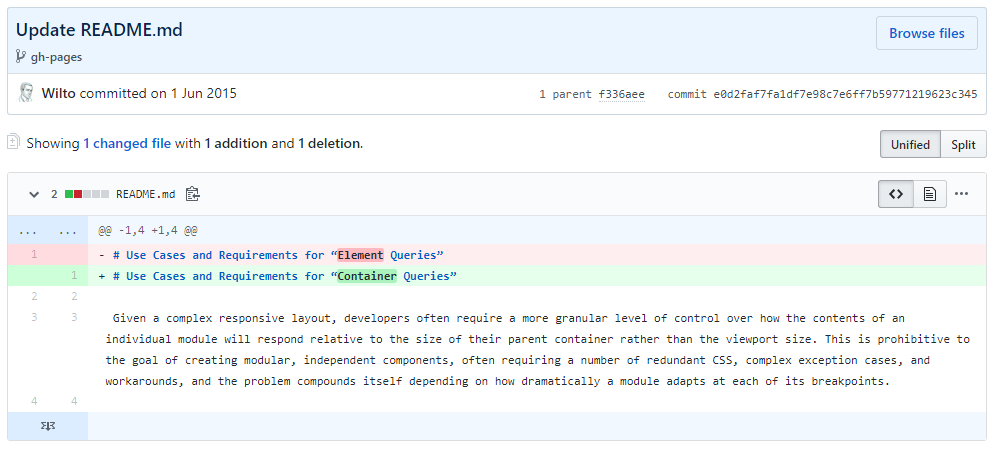 Update README.md
Browse files
gh-pages
Wilto committed on 1 Jun 2015
1 parent f336aee commit e0d2faf7fa1df7e98c7e6ff7b59771219623c345
Showing 1 changed file with 1 addition and 1 deletion.
Unified Split
2 README.md
... ... @@ -1,4 +1,4 @@
1 - # Use Cases and Requirements for “Element Queries”
1 + # Use Cases and Requirements for “Container Queries”
2 2
3 3 Given a complex responsive layout, developers often require a more granular level of control over how the contents of an
individual module will respond relative to the size of their parent container rather than the viewport size. This is prohibitive to
the goal of creating modular, independent components, often requiring a number of redundant CSS, complex exception cases, and
workarounds, and the problem compounds itself depending on how dramatically a module adapts at each of its breakpoints.
4 4